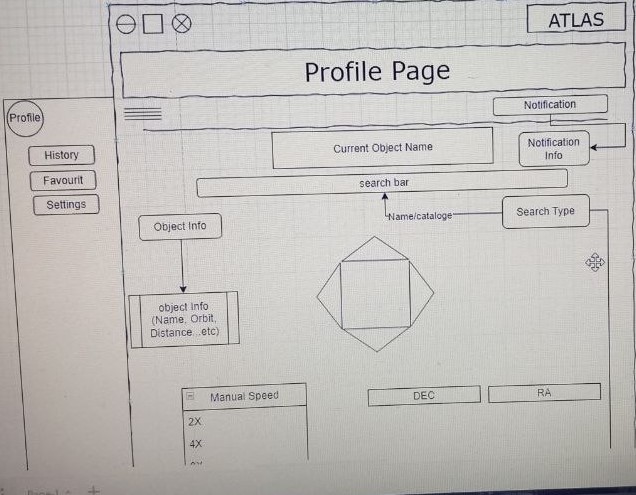 ATLAS
Profile Page
Profile
Notification
History
Favourit
Settings
Current Object Name
Notification
Info
search bar
Name/cataloge
Search Type
Object Info
object Info
(Name, Orbit,
Distance...etc)
Manual Speed
DEC
RA
2X
4X